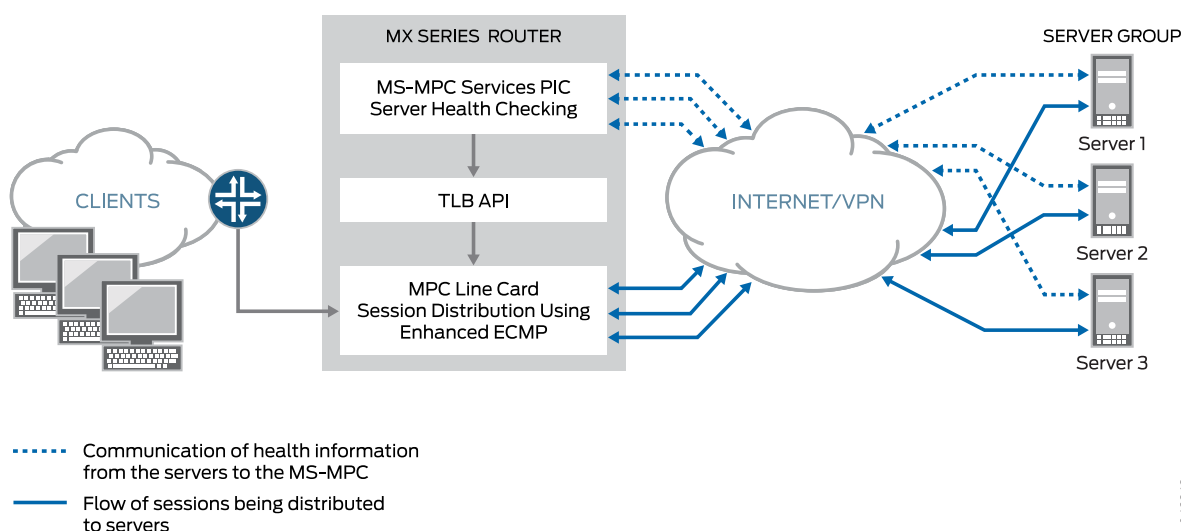 MX SERIES ROUTER
SERVER GROUP
MS-MPC Services PIC
Server Health Checking
Server 1
CLIENTS
TLB API
INTERNET/VPN
Server 2
MPC Line Card
Session Distribution Using
Enhanced ECMP
Server 3
Communication of health information
from the servers to the MS-MPC
Flow of sessions being distributed
to servers